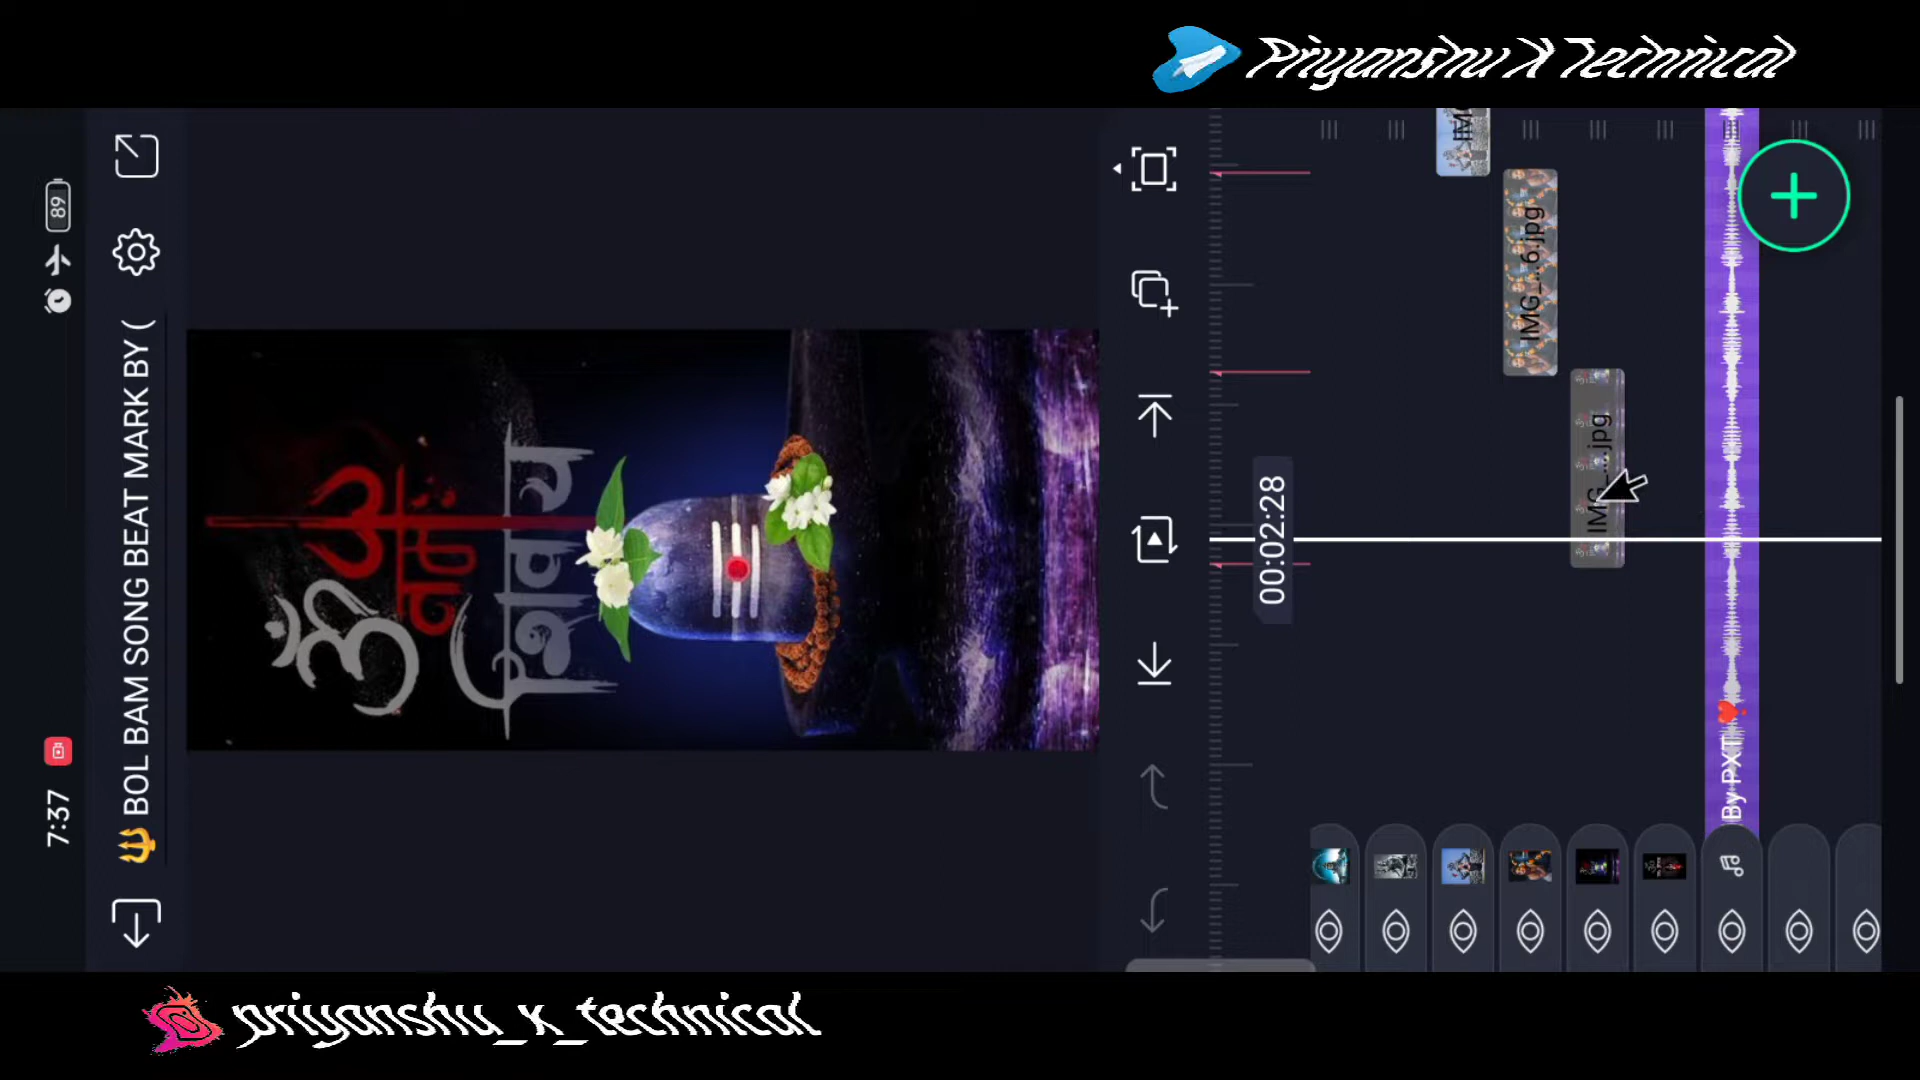 Priyanshu X Technical
7:37
89
🔱 BOL BAM SONG BEAT MARK BY (
ॐ
शिवाय
00:02:28
IMG_...6.jpg
IMG_....jpg
By PXT❣️
priyanshu_x_technical